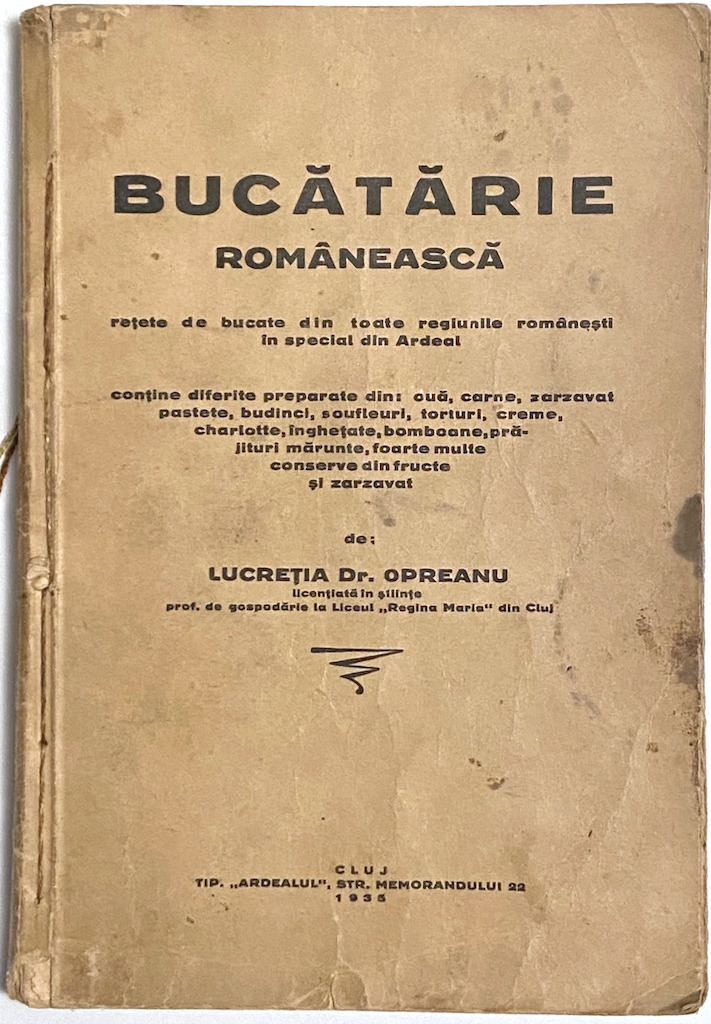 BUCĂTĂRIE
ROMÂNEASCĂ
rețete de bucate din toate regiunile românești
în special din Ardeal
conține diferite preparate din: ouă, carne, zarzavat
pastete, budinci, soufleuri, torturi, creme,
charlotte, înghețate, bomboane, pră-
jituri mărunte, foarte multe
conserve din fructe
și zarzavat
de:
LUCREȚIA Dr. OPREANU
licențiată în științe
prof. de gospodărie la Liceul „Regina Maria“ din Cluj
CLUJ
TIP. „ARDEALUL“, STR. MEMORANDULUI 22
1935